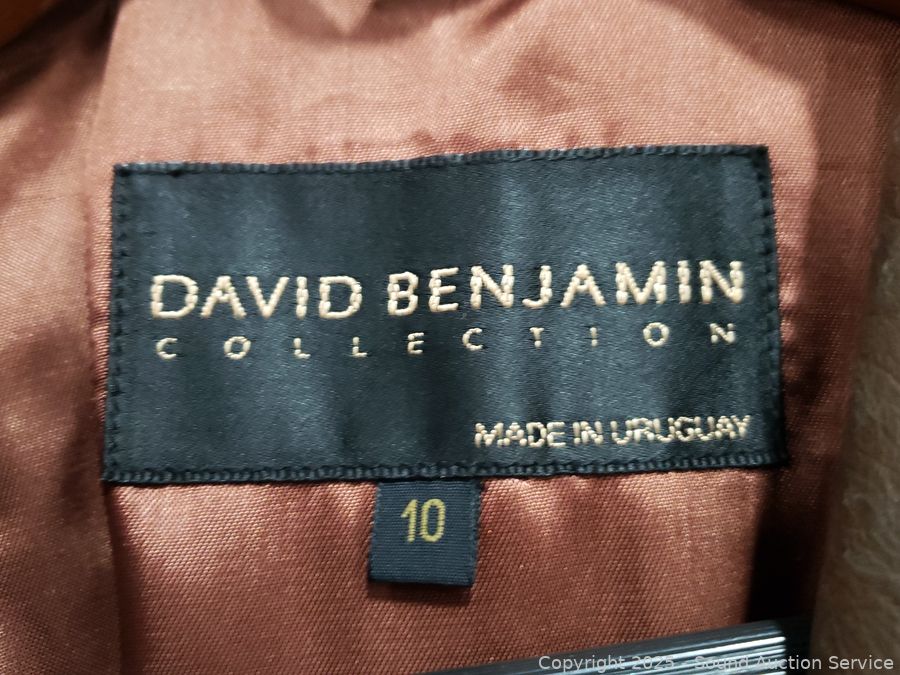 DAVID BENJAMIN
COLLECTION
MADE IN URUGUAY
10
Copyright 2025 - Sound Auction Service